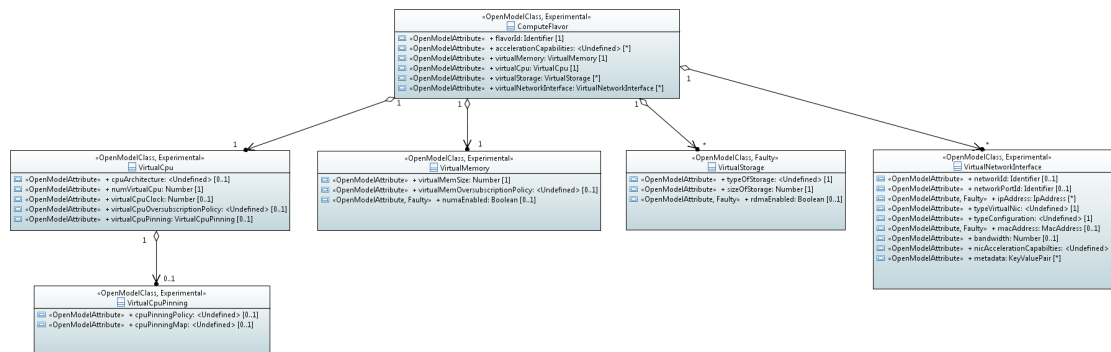 «OpenModelClass, Experimental»
ComputeFlavor
«OpenModelAttribute» + flavorId: Identifier [1]
«OpenModelAttribute» + accelerationCapabilities: <Undefined> [*]
«OpenModelAttribute» + virtualMemory: VirtualMemory [1]
«OpenModelAttribute» + virtualCpu: VirtualCpu [1]
«OpenModelAttribute» + virtualStorage: VirtualStorage [*]
«OpenModelAttribute» + virtualNetworkInterface: VirtualNetworkInterface [*]
1
1
1
1
1
1
*
*
«OpenModelClass, Experimental»
VirtualCpu
«OpenModelAttribute» + cpuArchitecture: <Undefined> [0..1]
«OpenModelAttribute» + numVirtualCpu: Number [1]
«OpenModelAttribute» + virtualCpuClock: Number [0..1]
«OpenModelAttribute» + virtualCpuOversubscriptionPolicy: <Undefined> [0..1]
«OpenModelAttribute» + virtualCpuPinning: VirtualCpuPinning [0..1]
«OpenModelClass, Experimental»
VirtualMemory
«OpenModelAttribute» + virtualMemSize: Number [1]
«OpenModelAttribute» + virtualMemOversubscriptionPolicy: <Undefined> [0..1]
«OpenModelAttribute, Faulty» + numaEnabled: Boolean [0..1]
«OpenModelClass, Faulty»
VirtualStorage
«OpenModelAttribute» + typeOfStorage: <Undefined> [1]
«OpenModelAttribute» + sizeOfStorage: Number [1]
«OpenModelAttribute, Faulty» + rdmaEnabled: Boolean [0..1]
«OpenModelClass, Experimental»
VirtualNetworkInterface
«OpenModelAttribute» + networkId: Identifier [0..1]
«OpenModelAttribute» + networkPortId: Identifier [0..1]
«OpenModelAttribute, Faulty» + ipAddress: IpAddress [*]
«OpenModelAttribute» + typeVirtualNic: <Undefined> [1]
«OpenModelAttribute» + typeConfiguration: <Undefined> [1]
«OpenModelAttribute, Faulty» + macAddress: MacAddress [0..1]
«OpenModelAttribute» + bandwidth: Number [0..1]
«OpenModelAttribute» + nicAccelerationCapabilties: <Undefined>
«OpenModelAttribute» + metadata: KeyValuePair [*]
1
0..1
«OpenModelClass, Experimental»
VirtualCpuPinning
«OpenModelAttribute» + cpuPinningPolicy: <Undefined> [0..1]
«OpenModelAttribute» + cpuPinningMap: <Undefined> [0..1]